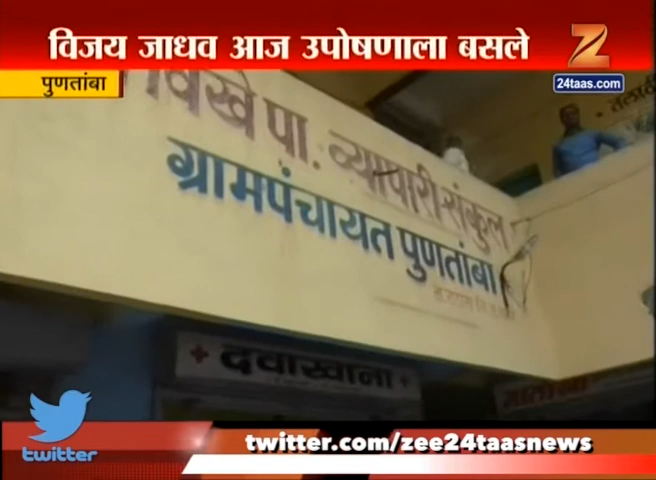 विजय जाधव आज उपोषणाला बसले
24taas.com
पुणतांबा
विखे पा. व्यापारी संकुल
ग्रामपंचायत पुणतांबा
+ दवाखाना +
twitter
twitter.com/zee24taasnews